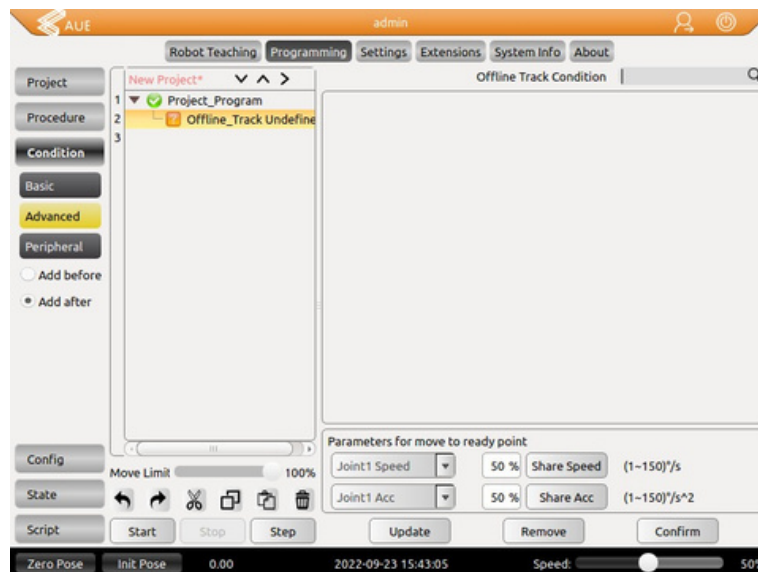 AUE
admin
Robot Teaching Programming Settings Extensions System Info About
Project
New Project*
Offline Track Condition
1 Project_Program
Procedure
2 Offline_Track Undefine
3
Condition
Basic
Advanced
Peripheral
Add before
Add after
Parameters for move to ready point
Config
Move Limit 100%
Joint1 Speed 50 % Share Speed (1~150)°/s
State
Joint1 Acc 50 % Share Acc (1~150)°/s^2
Script
Start Stop Step Update Remove Confirm
Zero Pose Init Pose 0.00 2022-09-23 15:43:05 Speed: 50%